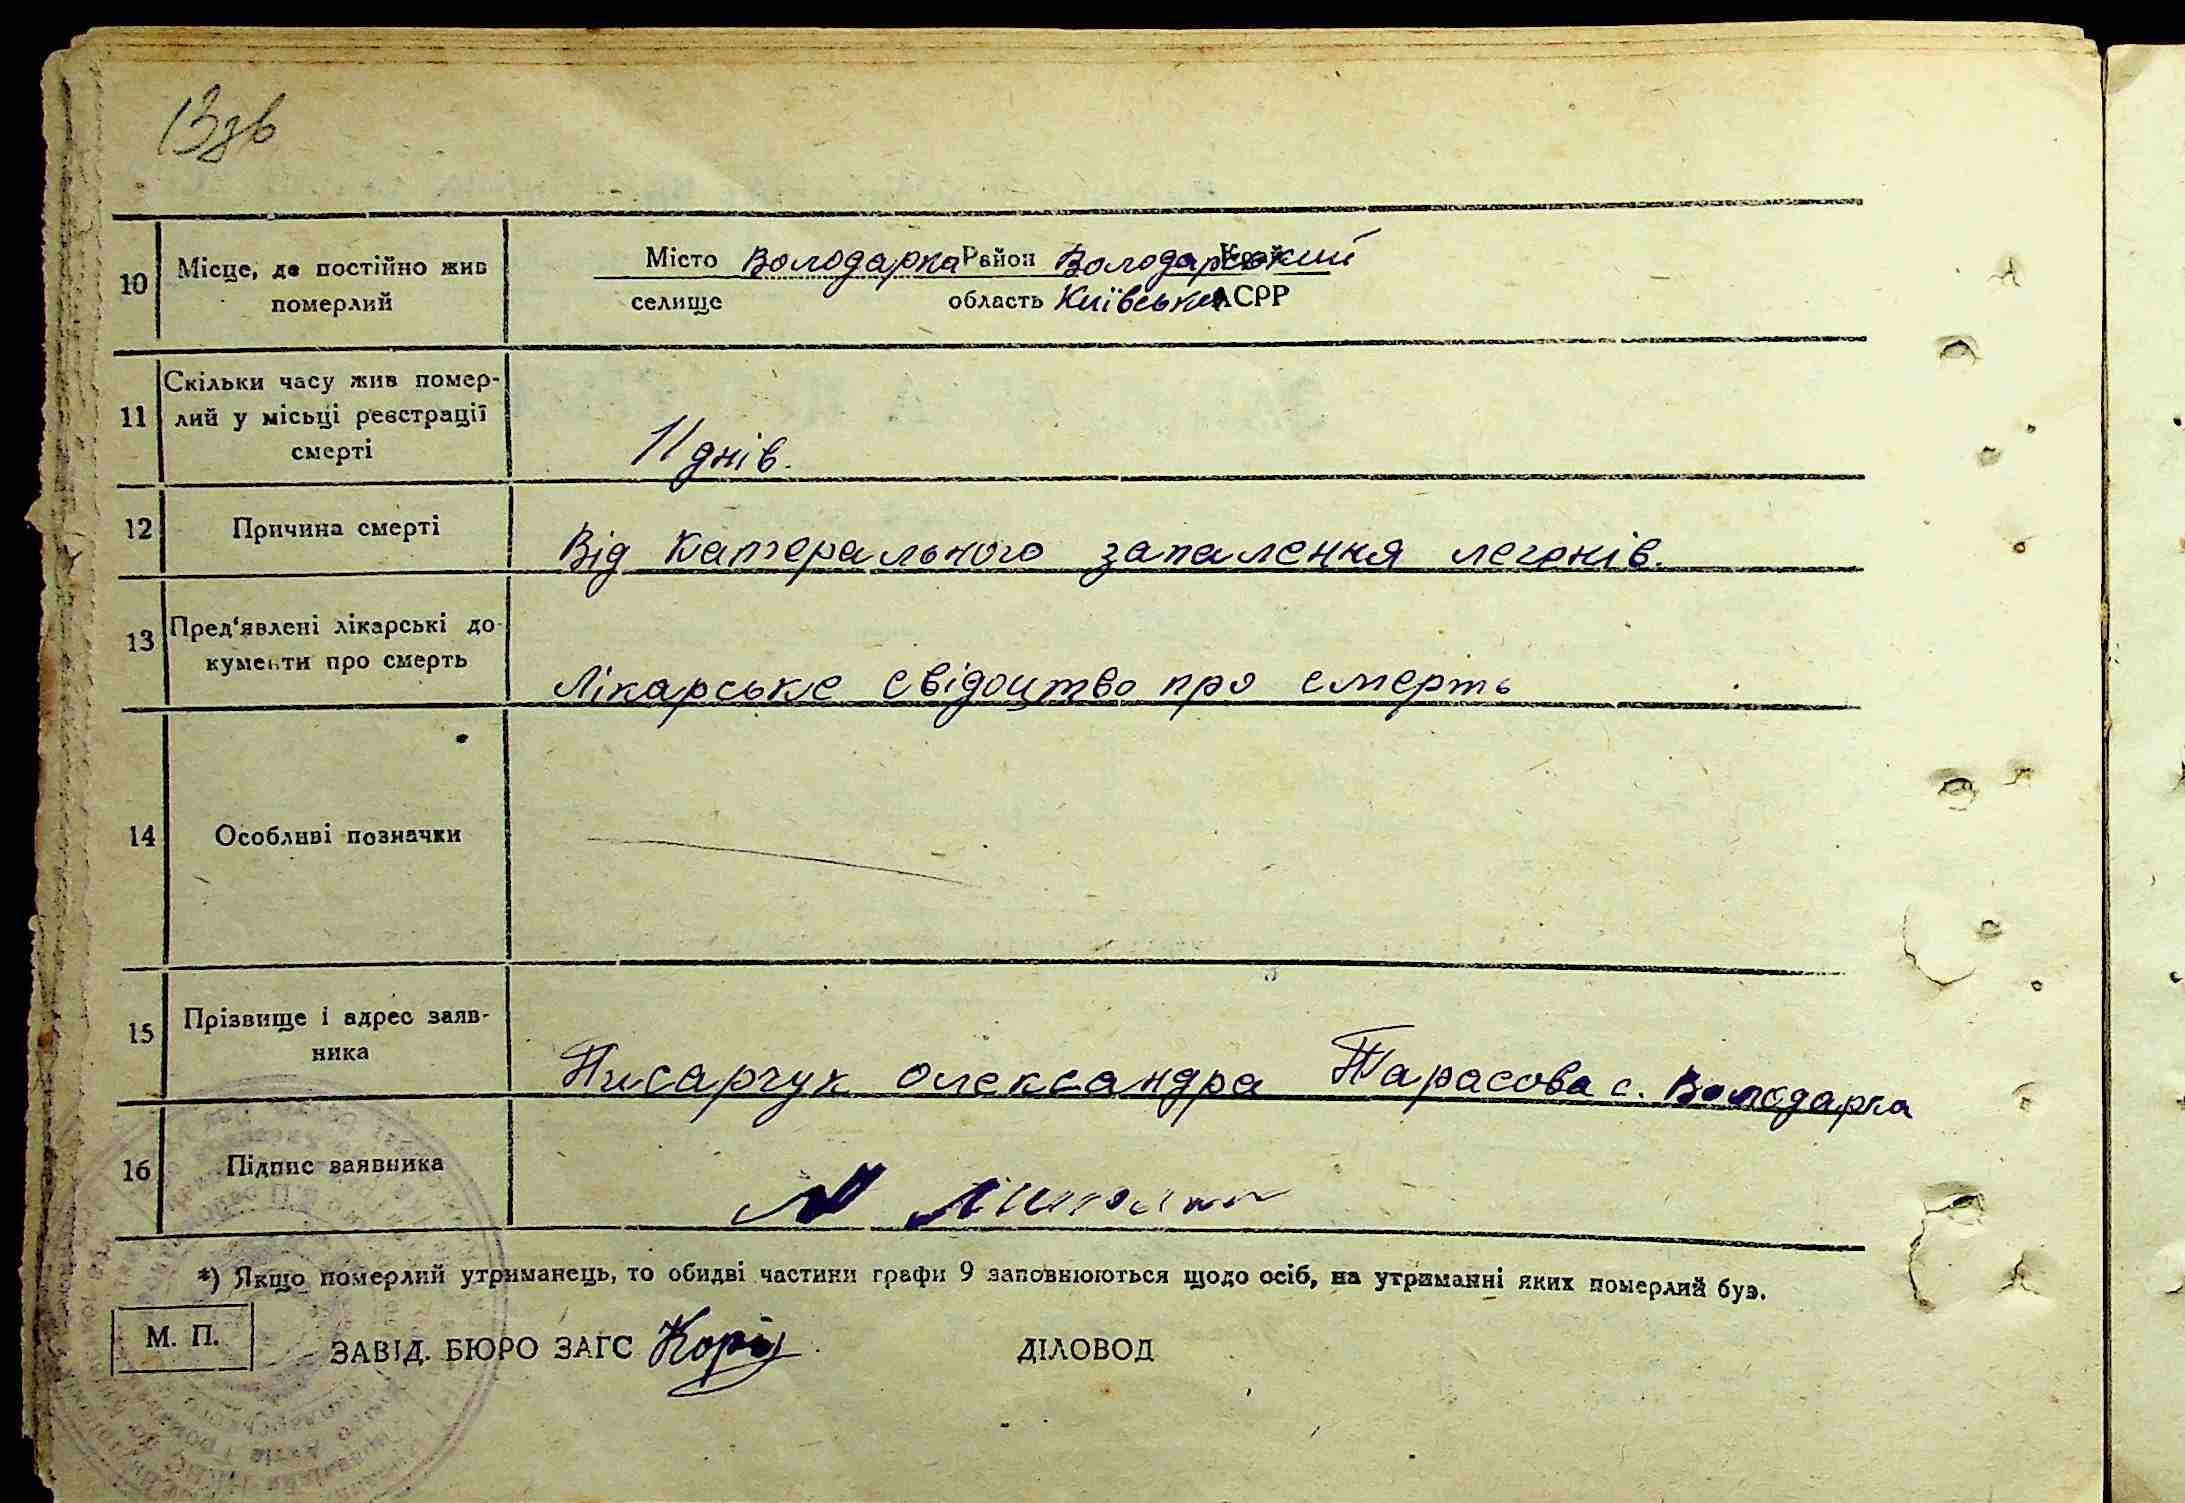 13зв
10 Місце, де постійно жив померлий
Місто Володарка Район Володарський Край
селище область Київська АСРР
11 Скільки часу жив помер-
лий у місьці реєстрації
смерті
11 днів.
12 Причина смерті
Від катерального запалення легенів.
13 Пред‘явлені лікарські до
кументи про смерть
Лікарське свідоцтво про смерть
14 Особливі позначки
15 Прізвище і адрес заяв-
ника
Писарчук Олександра Тарасова с. Володарка
16 Підпис заявника
*) Якщо померлий утриманець, то обидві частини графи 9 заповнюються щодо осіб, на утриманні яких померлий був.
М. П.
ЗАВІД. БЮРО ЗАГС ДІЛОВОД